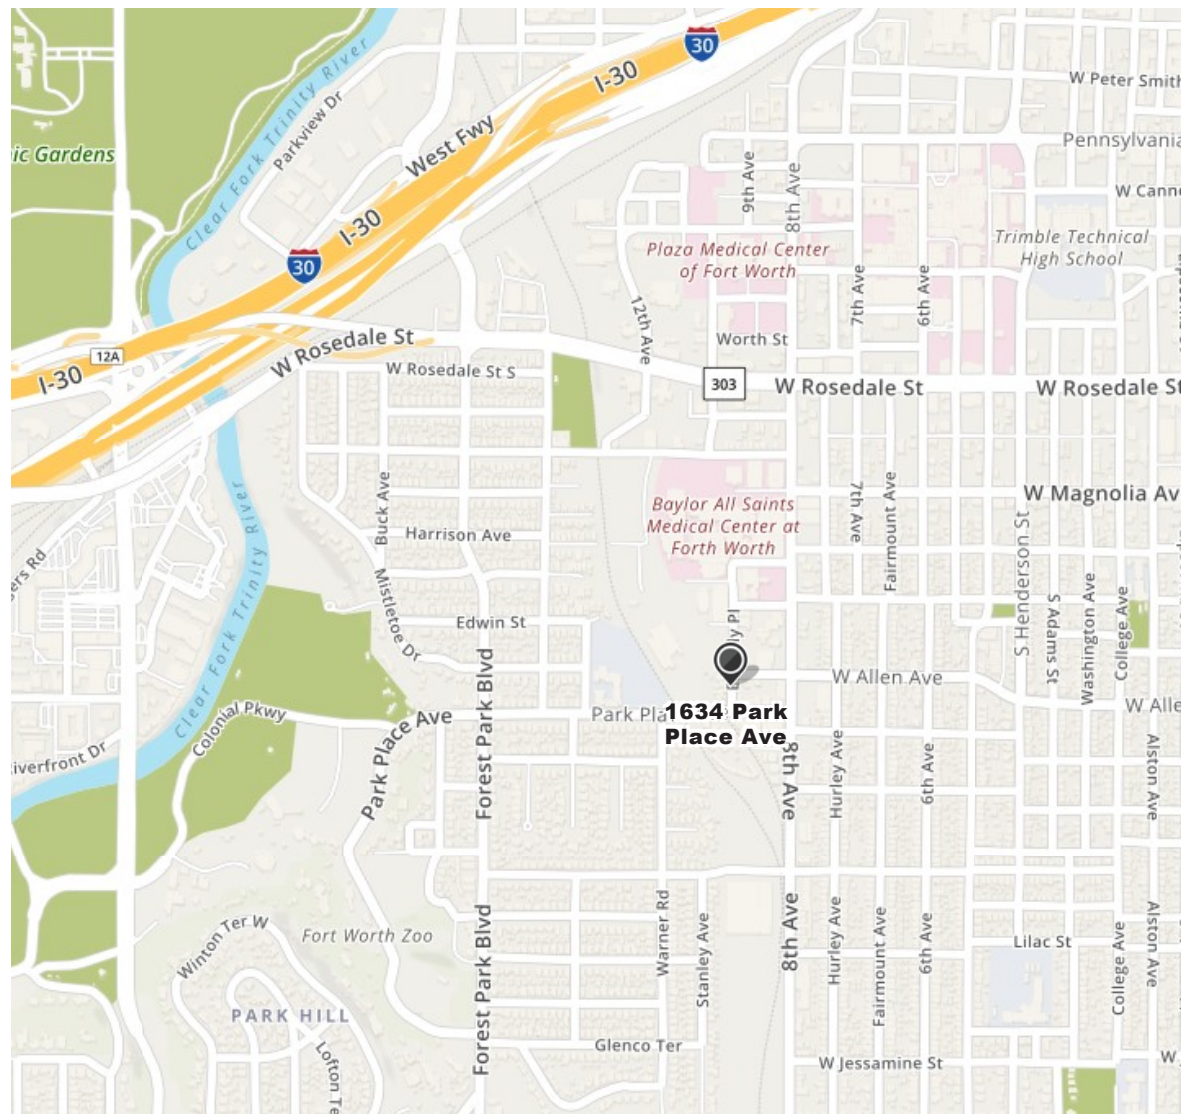 30
I-30
W Peter Smith
Clear Fork Trinity River
Parkview Dr
West Fwy
Pennsylvania
ic Gardens
9th Ave
8th Ave
W Cann
I-30
30
Plaza Medical Center
of Fort Worth
Trimble Technical
High School
12th Ave
7th Ave
6th Ave
Worth St
W Rosedale St
12A
I-30
W Rosedale St S
303
W Rosedale St
W Rosedale St
Buck Ave
W Magnolia Av
Baylor All Saints
Medical Center at
Forth Worth
7th Ave
Fairmount Ave
S Henderson St
Harrison Ave
Clear Fork Trinity River
ers Rd
Mistletoe Dr
Edwin St
ly Pl
S Adams St
Washington Ave
College Ave
W Allen Ave
W Alle
Forest Park Blvd
Colonial Pkwy
Park Place Ave
Park Pla
1634 Park
Place Ave
iverfront Dr
8th Ave
Hurley Ave
6th Ave
Alston Ave
Winton Ter W
Fort Worth Zoo
Forest Park Blvd
Warner Rd
Stanley Ave
8th Ave
Hurley Ave
Fairmount Ave
6th Ave
Lilac St
College Ave
Alston Ave
PARK HILL
Lofton Te
Glenco Ter
W Jessamine St
W